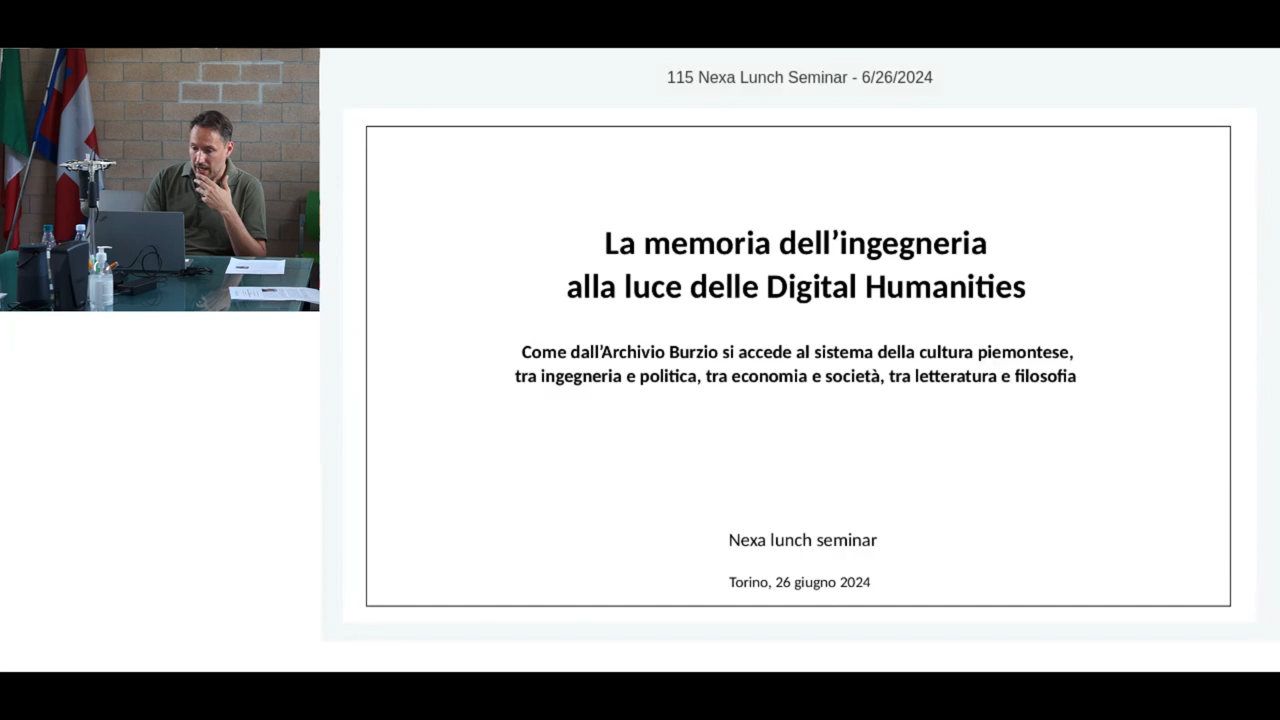 115 Nexa Lunch Seminar - 6/26/2024
La memoria dell’ingegneria
alla luce delle Digital Humanities
Come dall’Archivio Burzio si accede al sistema della cultura piemontese,
tra ingegneria e politica, tra economia e società, tra letteratura e filosofia
Nexa lunch seminar
Torino, 26 giugno 2024